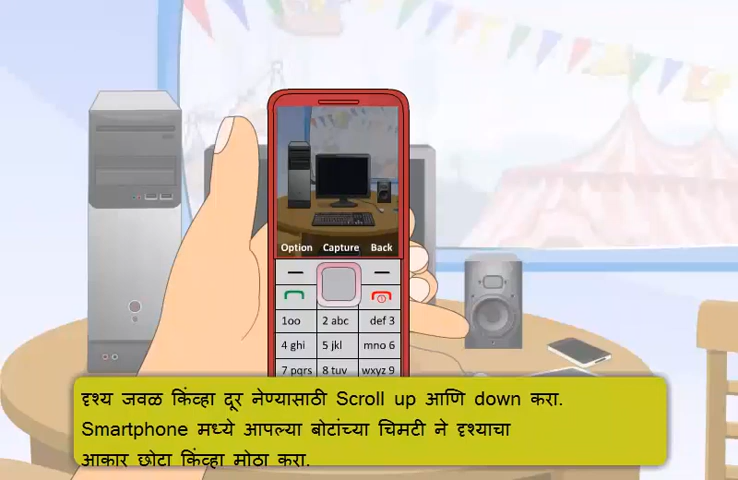 Option Capture Back
1oo 2 abc def 3
4 ghi 5 jkl mno 6
7 pqrs 8 tuv wxyz 9
दृश्य जवळ किंव्हा दूर नेण्यासाठी Scroll up आणि down करा.
Smartphone मध्ये आपल्या बोटांच्या चिमटी ने दृश्याचा
आकार छोटा किंव्हा मोठा करा.